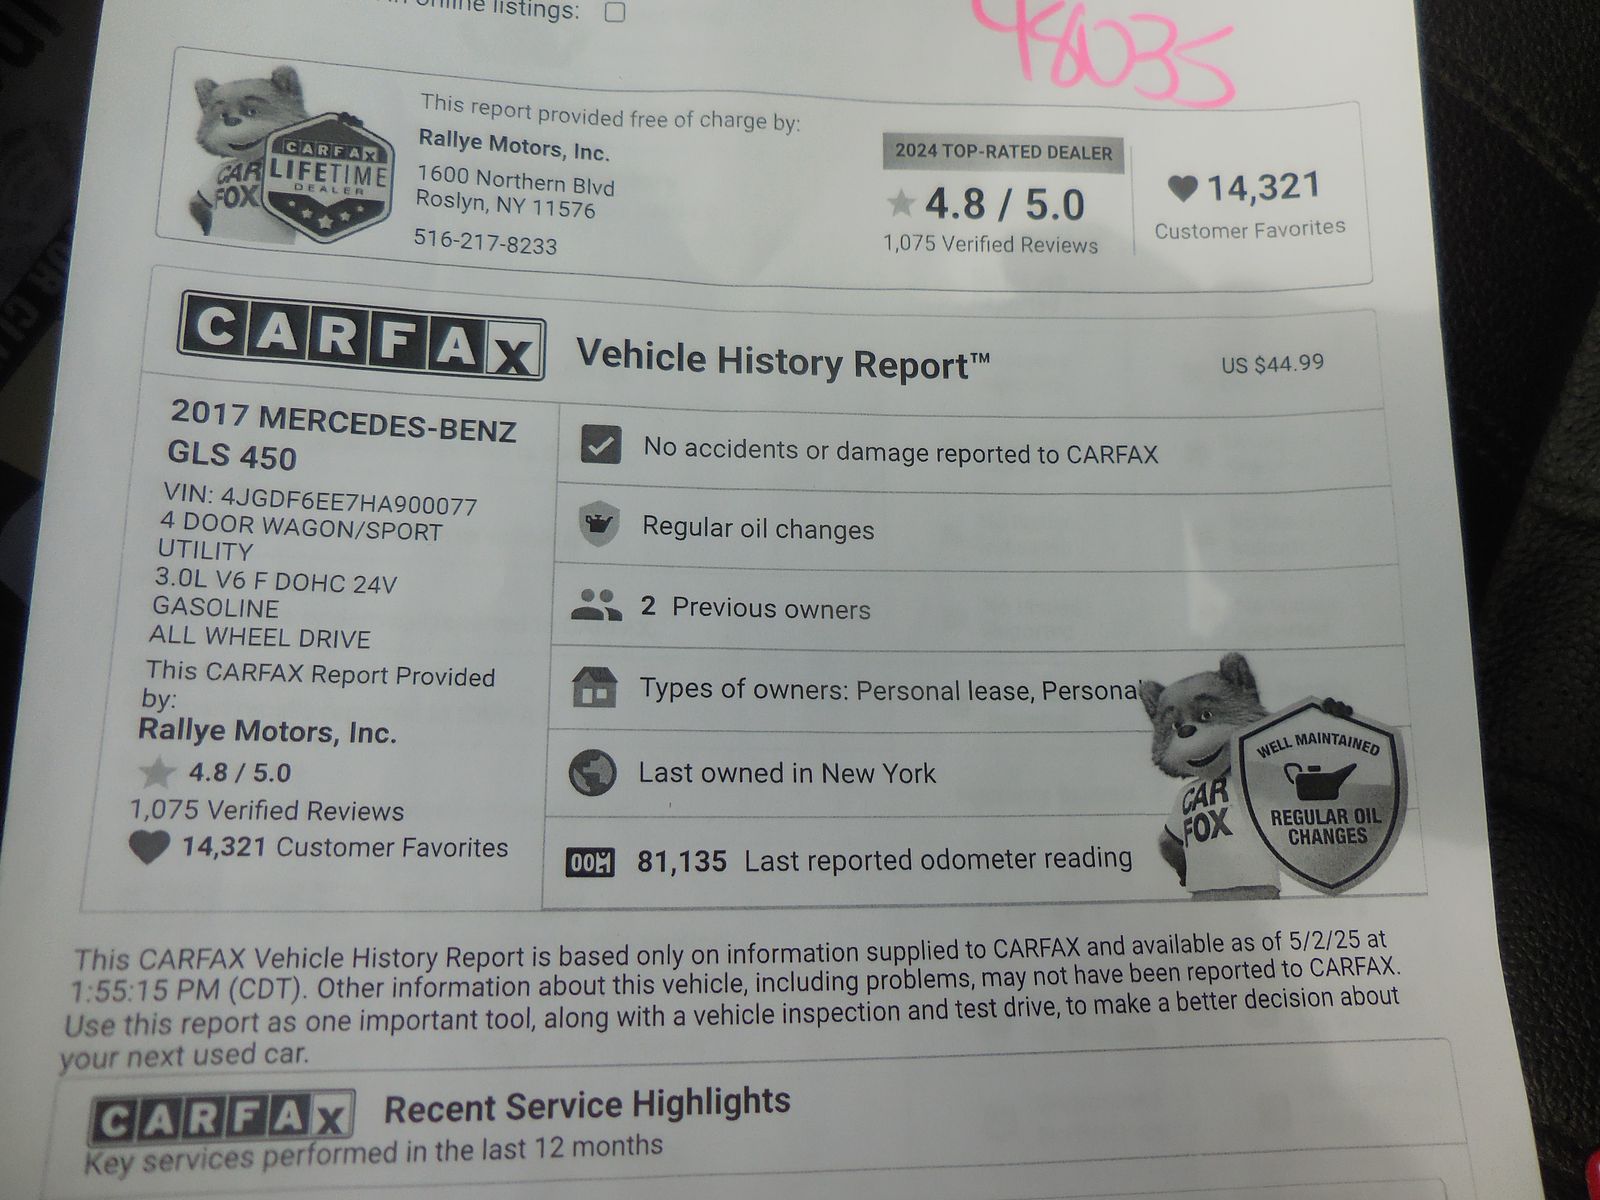 online listings:
48035
This report provided free of charge by:
Rallye Motors, Inc.
1600 Northern Blvd
Roslyn, NY 11576
516-217-8233
CARFAX
LIFETIME
DEALER
CAR
FOX
2024 TOP-RATED DEALER
4.8 / 5.0
1,075 Verified Reviews
14,321
Customer Favorites
CARFAX
Vehicle History Report™
US $44.99
2017 MERCEDES-BENZ
GLS 450
VIN: 4JGDF6EE7HA900077
4 DOOR WAGON/SPORT
UTILITY
3.0L V6 F DOHC 24V
GASOLINE
ALL WHEEL DRIVE
This CARFAX Report Provided
by:
Rallye Motors, Inc.
4.8 / 5.0
1,075 Verified Reviews
14,321 Customer Favorites
No accidents or damage reported to CARFAX
Regular oil changes
2 Previous owners
Types of owners: Personal lease, Persona
Last owned in New York
81,135 Last reported odometer reading
CAR
FOX
WELL MAINTAINED
REGULAR OIL
CHANGES
This CARFAX Vehicle History Report is based only on information supplied to CARFAX and available as of 5/2/25 at
1:55:15 PM (CDT). Other information about this vehicle, including problems, may not have been reported to CARFAX.
Use this report as one important tool, along with a vehicle inspection and test drive, to make a better decision about
your next used car.
CARFAX
Recent Service Highlights
Key services performed in the last 12 months